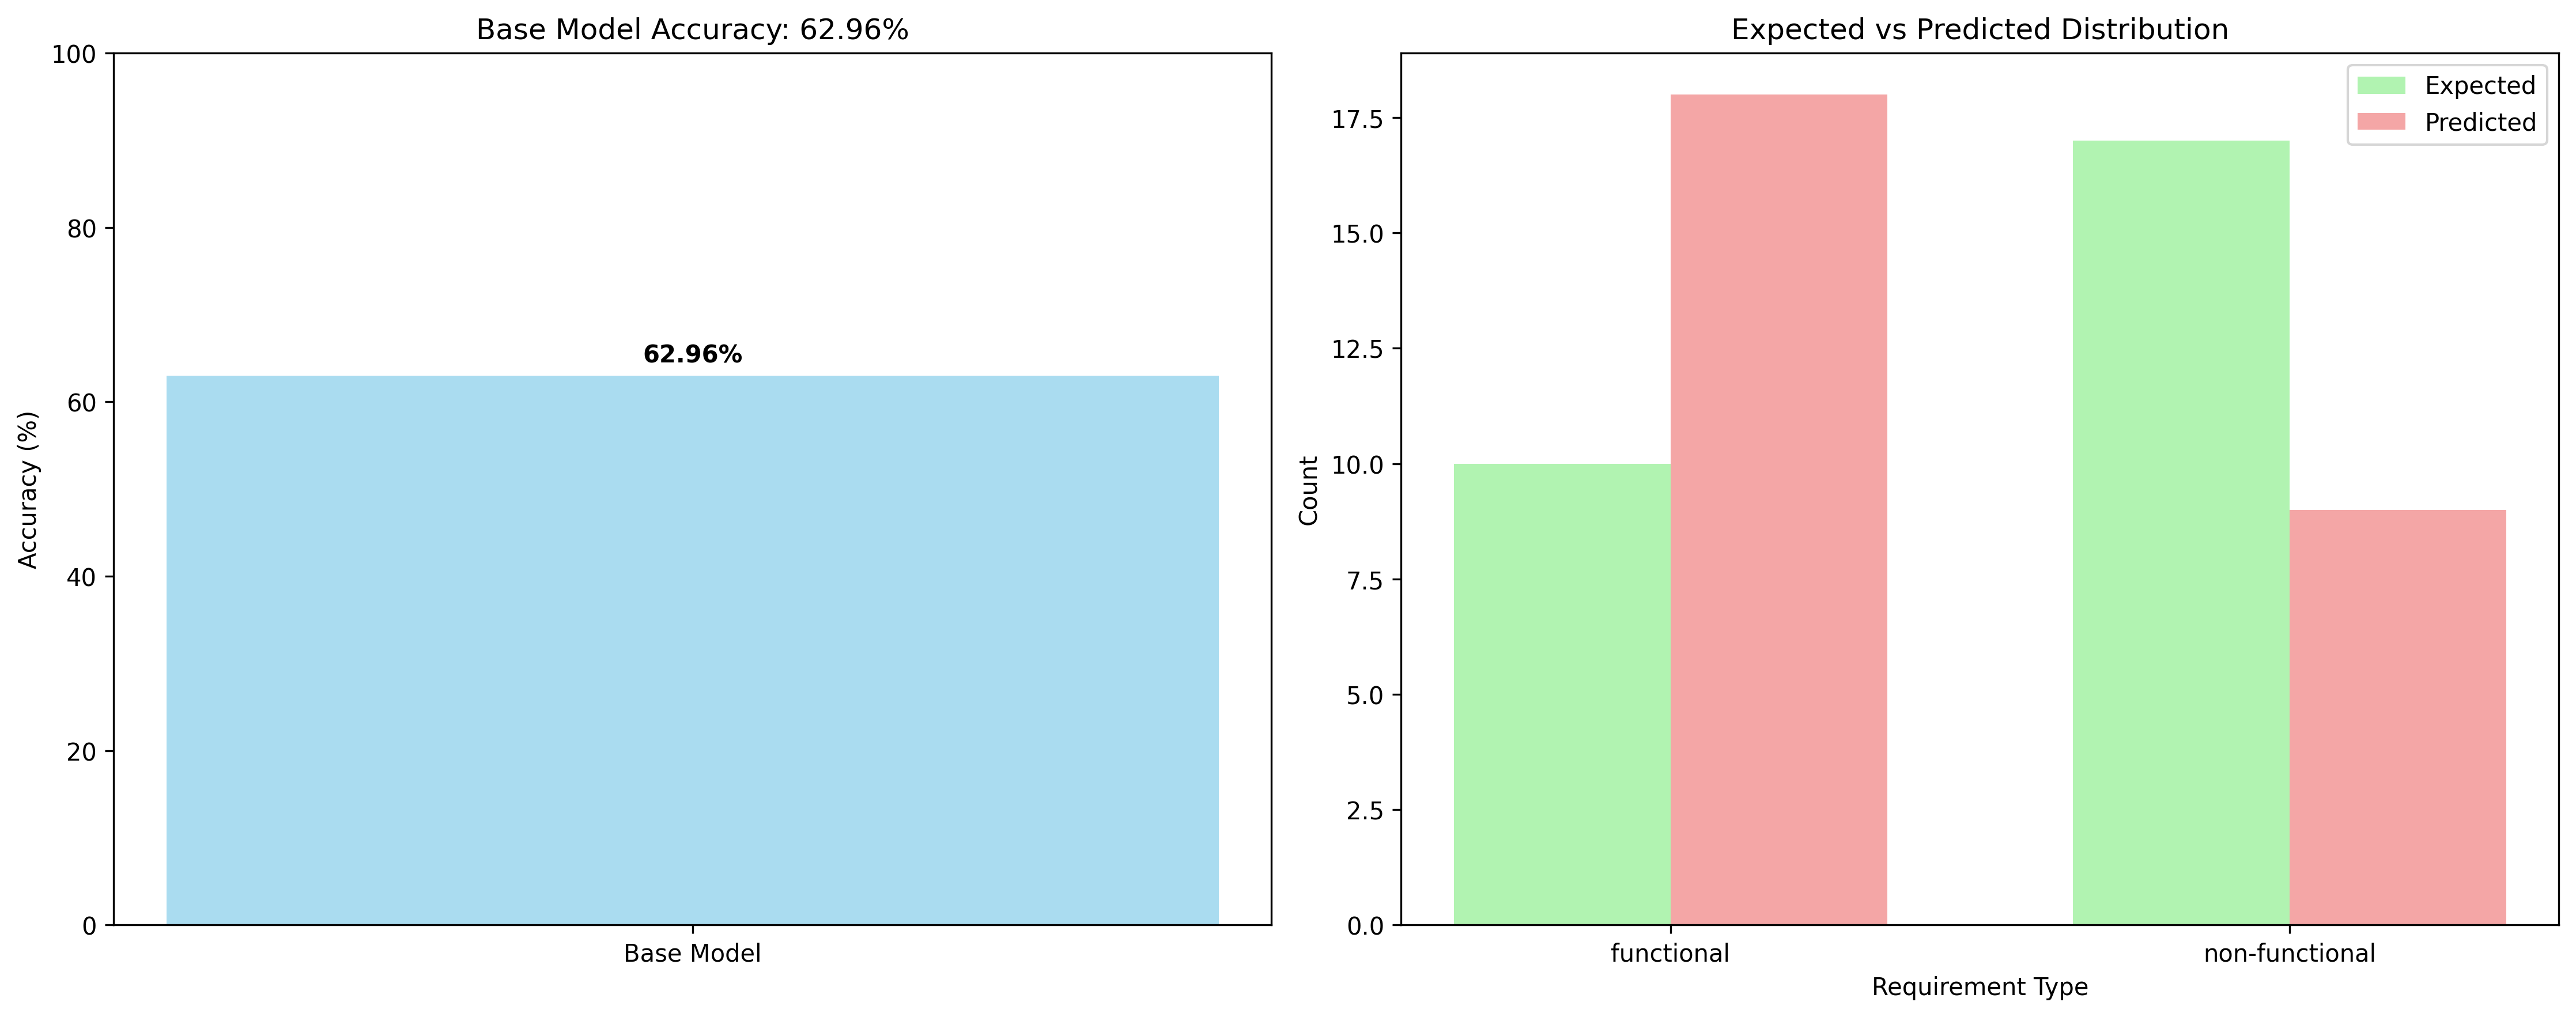 Base Model Accuracy: 62.96%
100
80
60
40
20
0
Accuracy (%)
62.96%
Base Model
Expected vs Predicted Distribution
17.5
15.0
12.5
10.0
7.5
5.0
2.5
0.0
Count
Expected
Predicted
functional
non-functional
Requirement Type